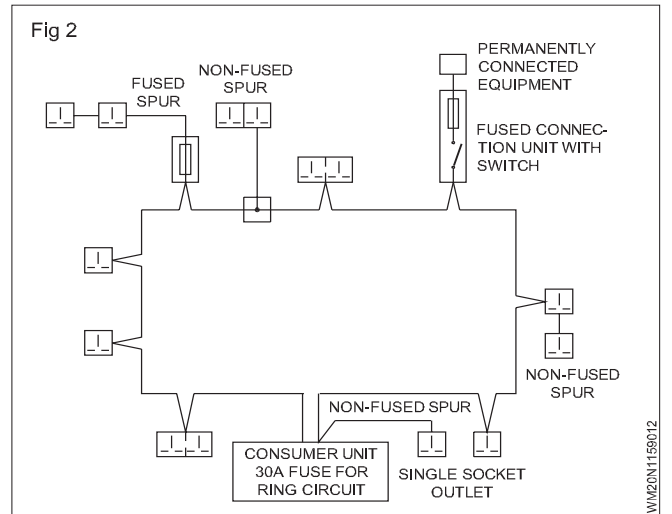 Fig 2
FUSED
SPUR
NON-FUSED
SPUR
PERMANENTLY
CONNECTED
EQUIPMENT
FUSED CONNEC-
TION UNIT WITH
SWITCH
NON-FUSED
SPUR
NON-FUSED SPUR
CONSUMER UNIT
30A FUSE FOR
RING CIRCUIT
SINGLE SOCKET
OUTLET
WM20N1159012